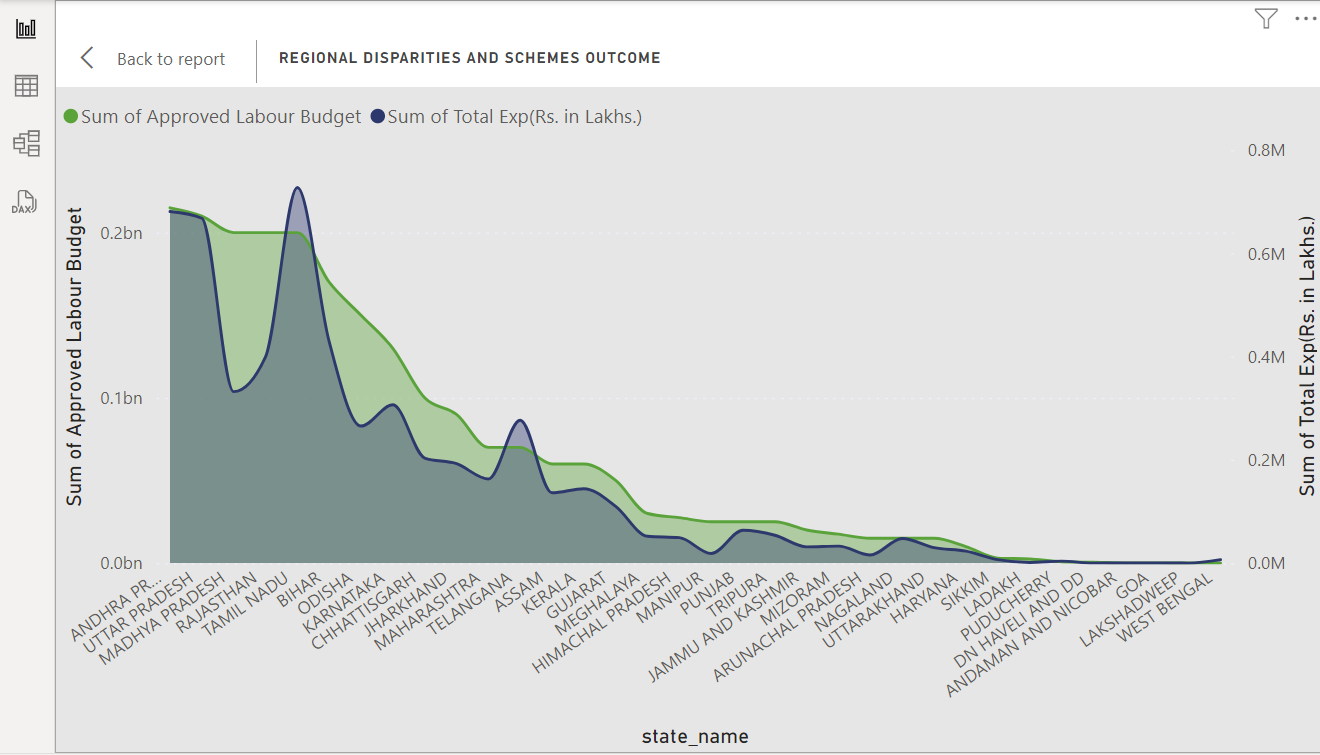 Back to report
REGIONAL DISPARITIES AND SCHEMES OUTCOME
DAX
Sum of Approved Labour Budget
Sum of Total Exp(Rs. in Lakhs.)
Sum of Approved Labour Budget
0.2bn
0.1bn
0.0bn
0.8M
0.6M
0.4M
0.2M
0.0M
Sum of Total Exp(Rs. in Lakhs.)
ANDHRA PR...
UTTAR PRADESH
MADHYA PRADESH
RAJASTHAN
TAMIL NADU
BIHAR
ODISHA
KARNATAKA
CHHATTISGARH
JHARKHAND
MAHARASHTRA
TELANGANA
ASSAM
KERALA
GUJARAT
MEGHALAYA
HIMACHAL PRADESH
MANIPUR
PUNJAB
TRIPURA
JAMMU AND KASHMIR
MIZORAM
ARUNACHAL PRADESH
NAGALAND
UTTARAKHAND
HARYANA
SIKKIM
LADAKH
PUDUCHERRY
DN HAVELI AND DD
ANDAMAN AND NICOBAR
GOA
LAKSHADWEEP
WEST BENGAL
state_name